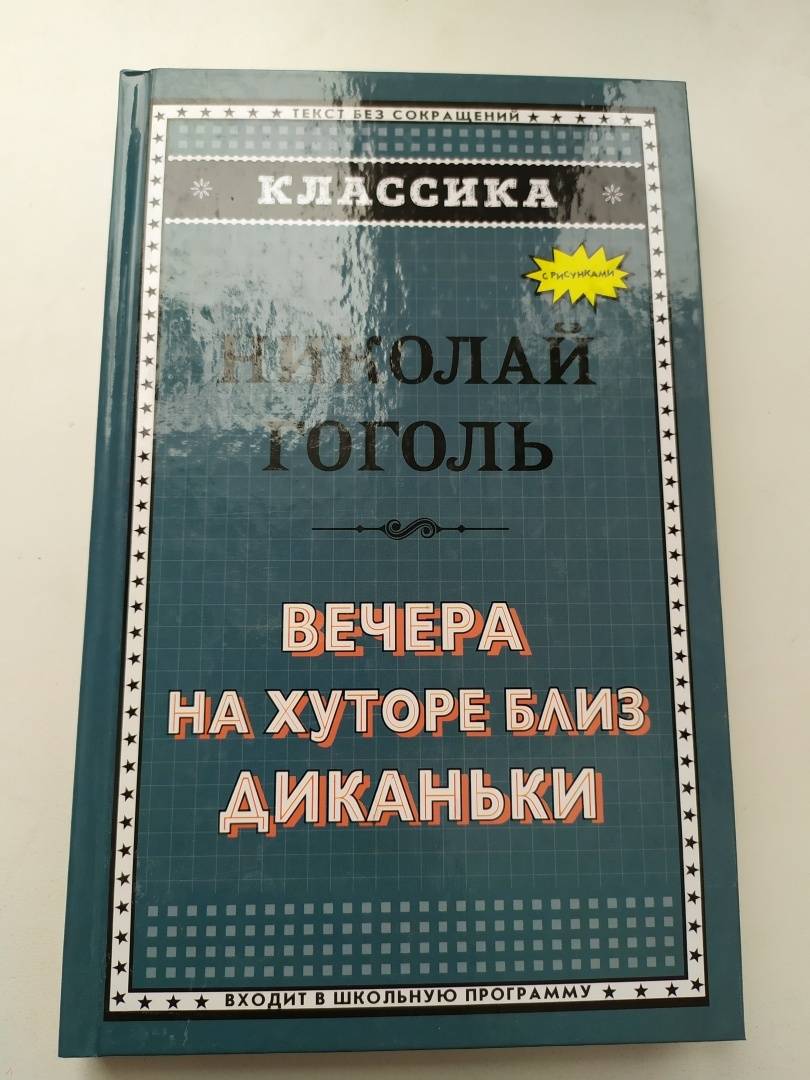 ТЕКСТ БЕЗ СОКРАЩЕНИЙ
КЛАССИКА
С РИСУНКАМИ
НИКОЛАЙ
ГОГОЛЬ
ВЕЧЕРА
НА ХУТОРЕ БЛИЗ
ДИКАНЬКИ
ВХОДИТ В ШКОЛЬНУЮ ПРОГРАММУ